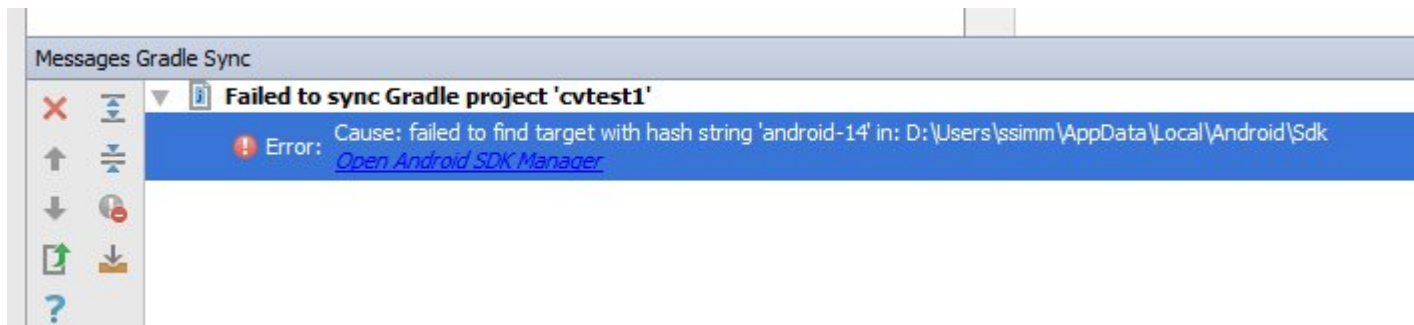 Messages Gradle Sync
Failed to sync Gradle project 'cvtest1'
Error: Cause: failed to find target with hash string 'android-14' in: D:\Users\ssimm\AppData\Local\Android\Sdk
Open Android SDK Manager